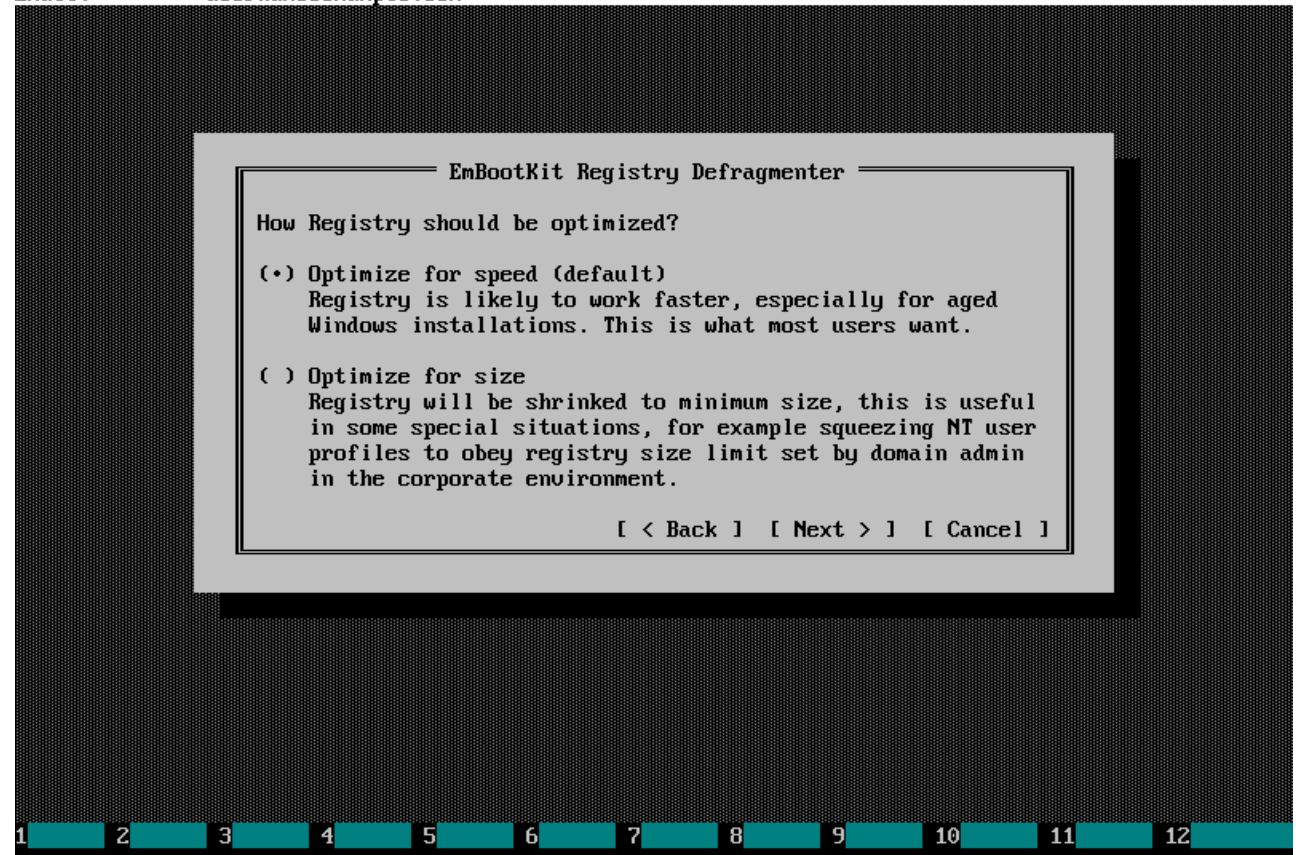 EmBootKit Registry Defragmenter
How Registry should be optimized?
(•) Optimize for speed (default)
Registry is likely to work faster, especially for aged
Windows installations. This is what most users want.
( ) Optimize for size
Registry will be shrinked to minimum size, this is useful
in some special situations, for example squeezing NT user
profiles to obey registry size limit set by domain admin
in the corporate environment.
[ < Back ] [ Next > ] [ Cancel ]
1 2 3 4 5 6 7 8 9 10 11 12